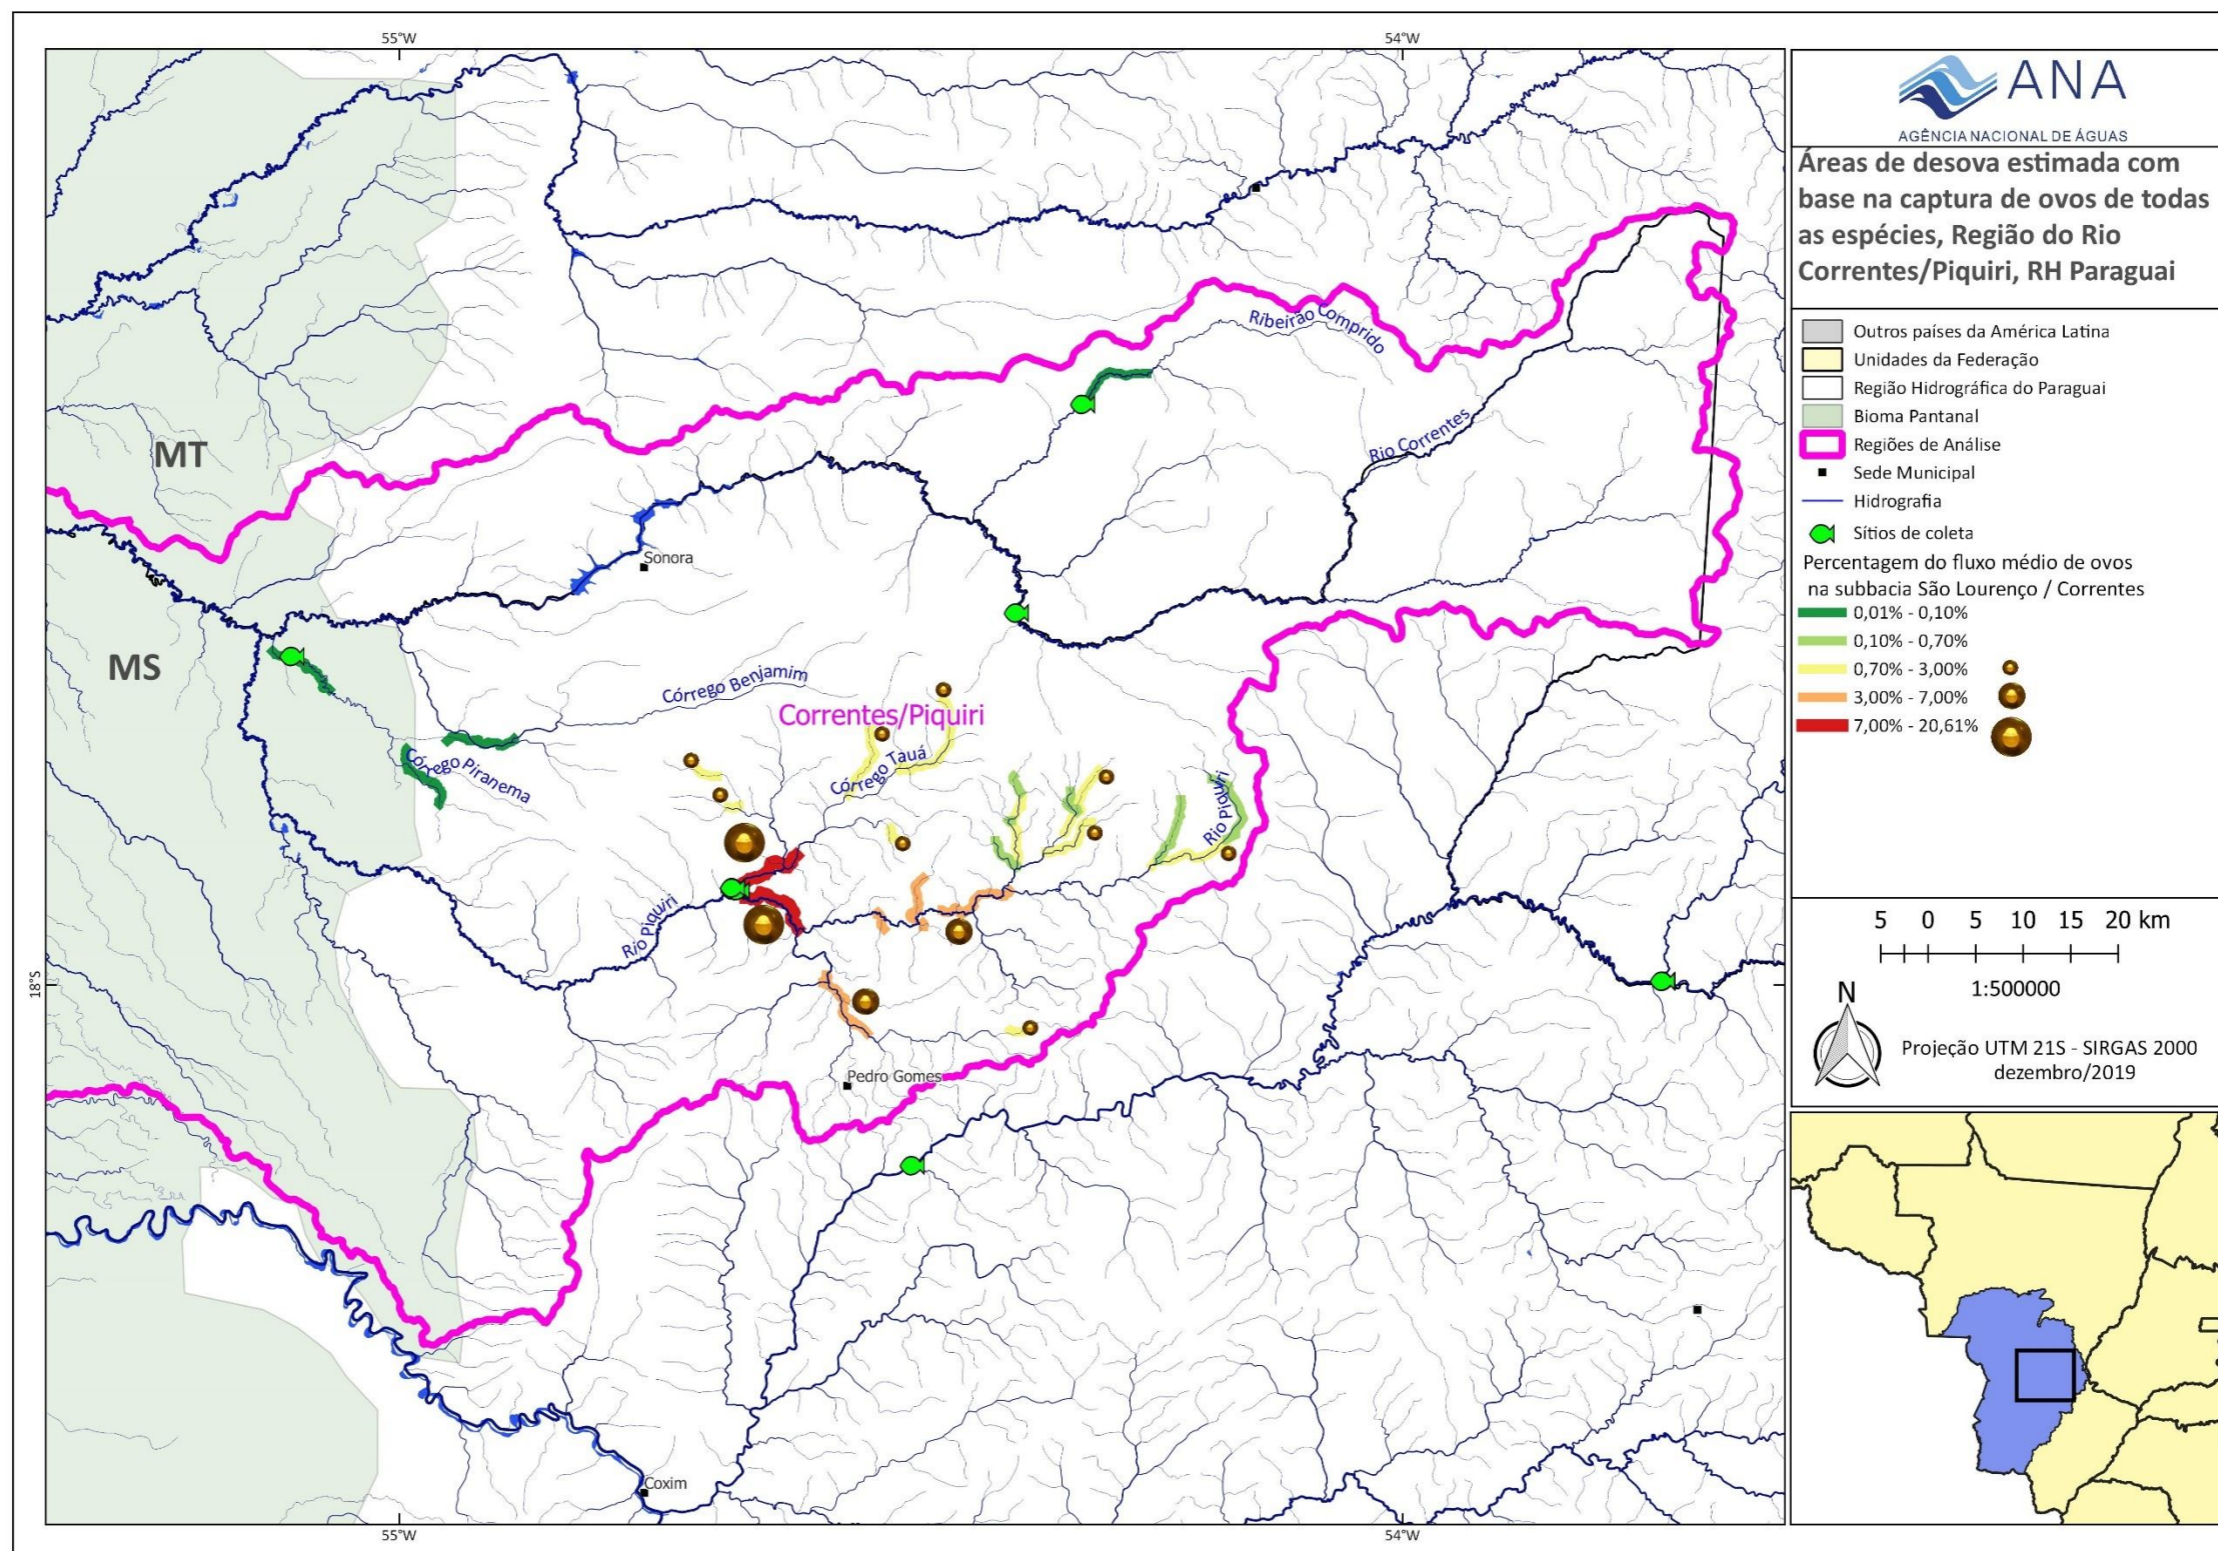 55°W
54°W
18°S
MT
MS
Ribeirão Comprido
Rio Correntes
Sonora
Córrego Benjamim
Correntes/Piquiri
Córrego Tauá
Córrego Piranema
Rio Piquiri
Rio Piquiri
Pedro Gomes
Coxim
55°W
54°W
ANA
AGÊNCIA NACIONAL DE ÁGUAS
Áreas de desova estimada com
base na captura de ovos de todas
as espécies, Região do Rio
Correntes/Piquiri, RH Paraguai
Outros países da América Latina
Unidades da Federação
Região Hidrográfica do Paraguai
Bioma Pantanal
Regiões de Análise
Sede Municipal
Hidrografia
Sítios de coleta
Percentagem do fluxo médio de ovos
na subbacia São Lourenço / Correntes
0,01% - 0,10%
0,10% - 0,70%
0,70% - 3,00%
3,00% - 7,00%
7,00% - 20,61%
5 0 5 10 15 20 km
1:500000
N
Projeção UTM 21S - SIRGAS 2000
dezembro/2019